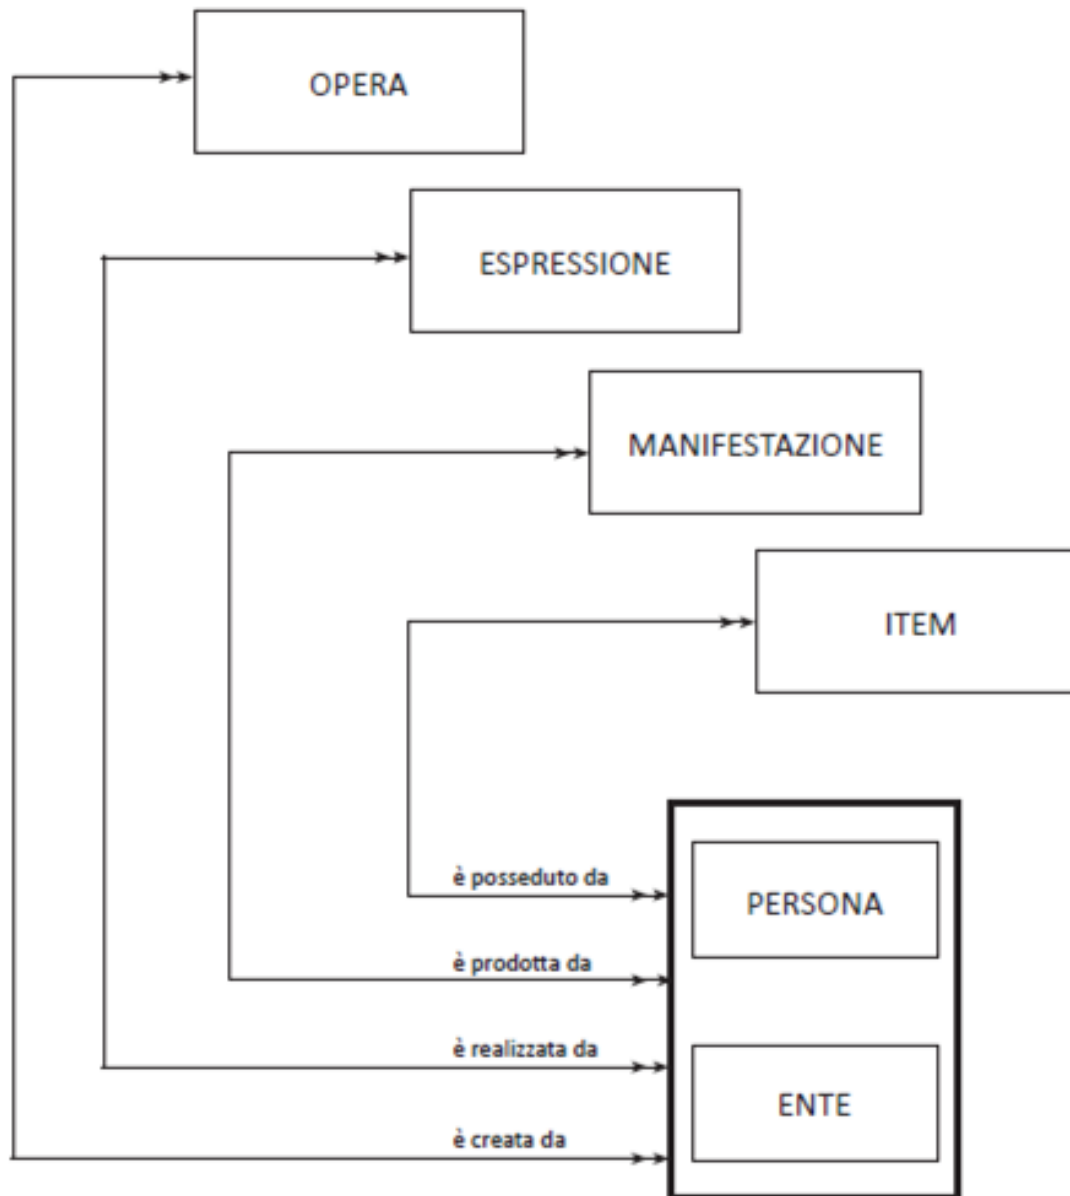 OPERA
ESPRESSIONE
MANIFESTAZIONE
ITEM
è posseduto da
PERSONA
è prodotta da
è realizzata da
ENTE
è creata da